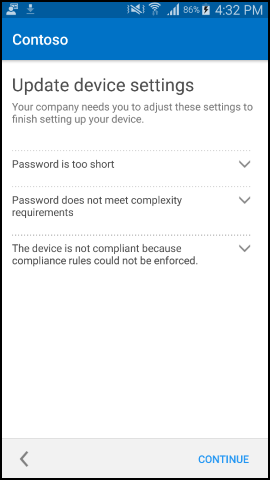 86% 4:32 PM
Contoso
Update device settings
Your company needs you to adjust these settings to
finish setting up your device.
Password is too short
Password does not meet complexity
requirements
The device is not compliant because
compliance rules could not be enforced.
CONTINUE